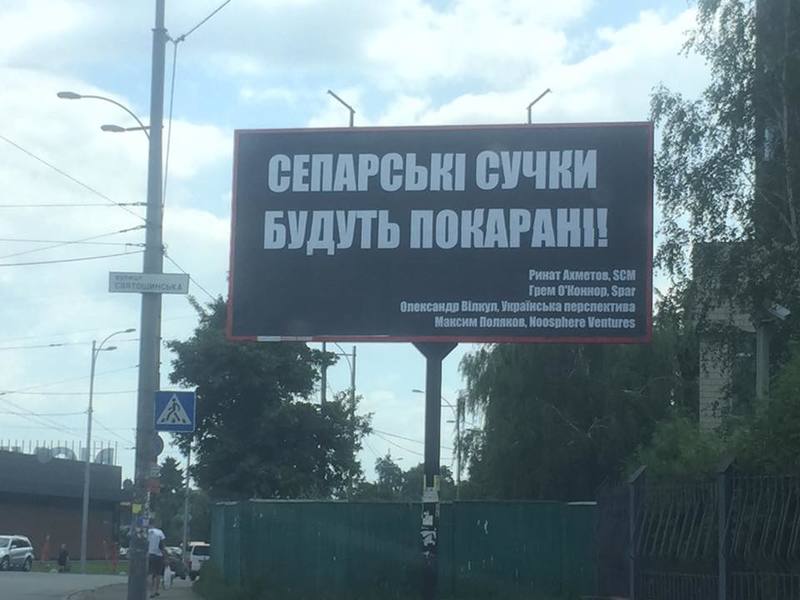 СЕПАРСЬКІ СУЧКИ
БУДУТЬ ПОКАРАНІ!
Ринат Ахметов, SCM
Грем О'Коннор, Spar
Олександр Вілкул, Українська перспектива
Максим Поляков, Noosphere Ventures
вулиця
СВЯТОШИНСЬКА